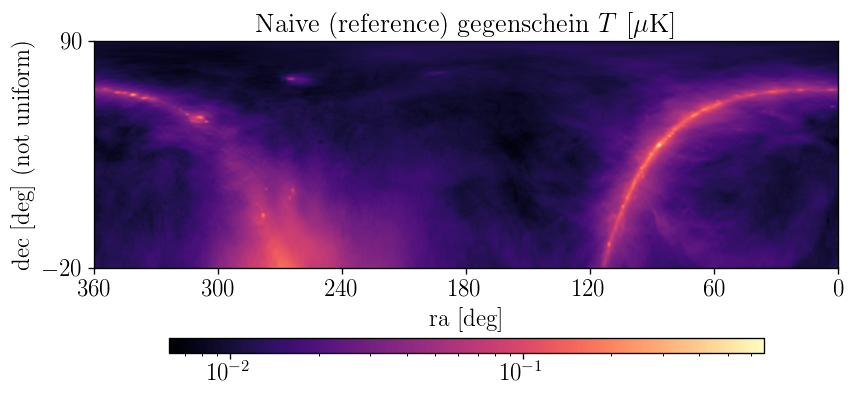 Naive (reference) gegenschein T [μK]
90
−20
dec [deg] (not uniform)
360 300 240 180 120 60 0
ra [deg]
10⁻² 10⁻¹